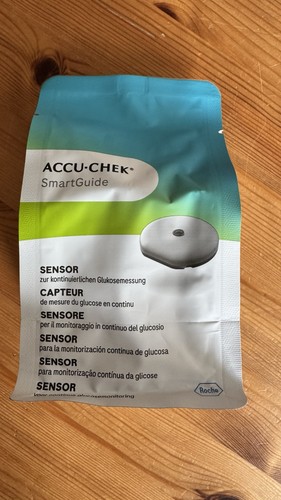 ACCU-CHEK®
SmartGuide
SENSOR
zur kontinuierlichen Glukosemessung
CAPTEUR
de mesure du glucose en continu
SENSORE
per il monitoraggio in continuo del glucosio
SENSOR
para la monitorización continua de glucosa
SENSOR
para monitorização contínua da glicose
SENSOR
Roche